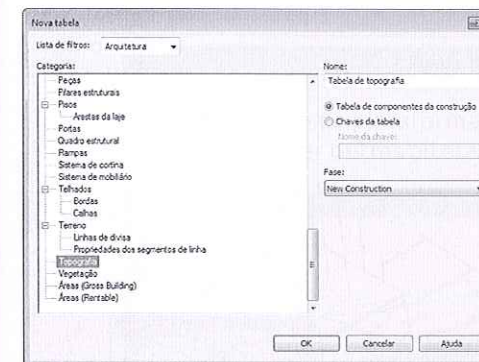 Nova tabela
Lista de filtros: Arquitetura
Categoria:
Peças
Pilares estruturais
Pisos
Arestas da laje
Portas
Quadro estrutural
Rampas
Sistema de cortina
Sistema de mobiliário
Telhados
Bordas
Calhas
Terreno
Linhas de divisa
Propriedades dos segmentos de linha
Topografia
Vegetação
Áreas (Gross Building)
Áreas (Rentable)
Nome:
Tabela de topografia
Tabela de componentes da construção
Chaves da tabela
Nome da chave:
Fase:
New Construction
OK Cancelar Ajuda